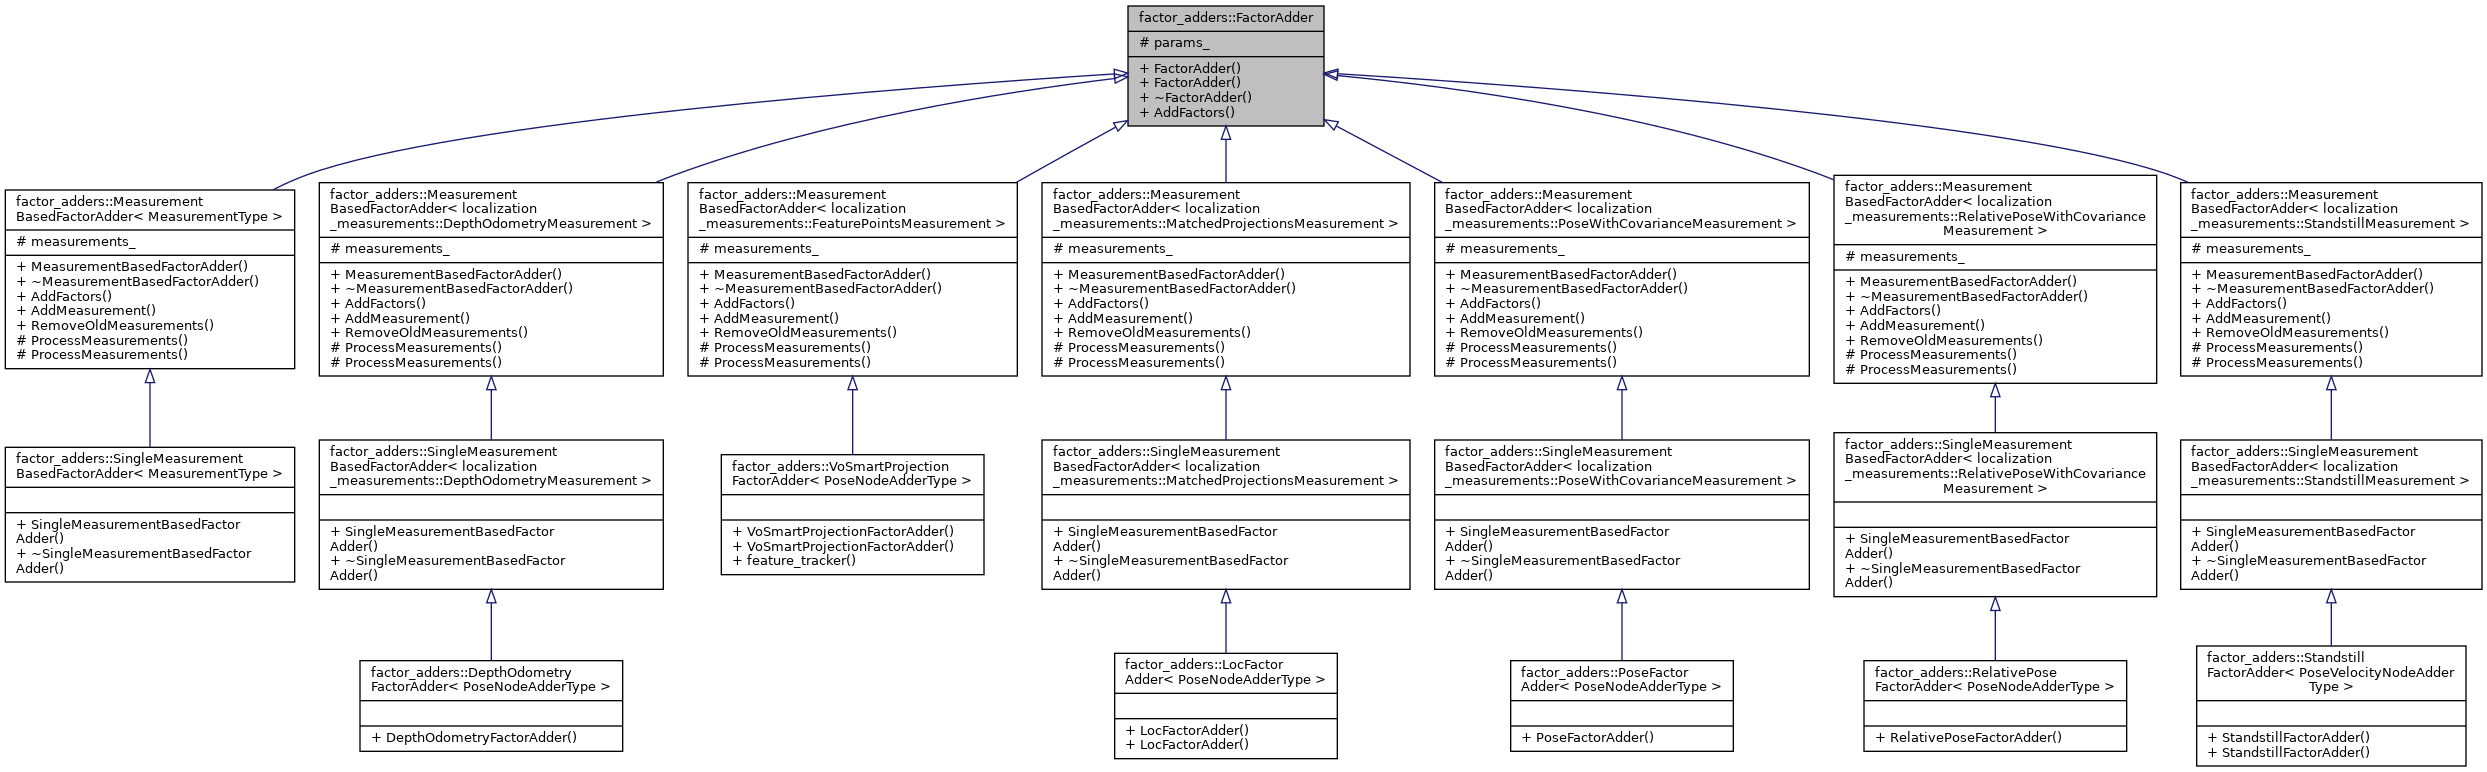 factor_adders::FactorAdder
# params_
+ FactorAdder()
+ FactorAdder()
+ ~FactorAdder()
+ AddFactors()
factor_adders::Measurement
BasedFactorAdder< MeasurementType >
# measurements_
+ MeasurementBasedFactorAdder()
+ ~MeasurementBasedFactorAdder()
+ AddFactors()
+ AddMeasurement()
+ RemoveOldMeasurements()
# ProcessMeasurements()
# ProcessMeasurements()
factor_adders::Measurement
BasedFactorAdder< localization
_measurements::DepthOdometryMeasurement >
# measurements_
+ MeasurementBasedFactorAdder()
+ ~MeasurementBasedFactorAdder()
+ AddFactors()
+ AddMeasurement()
+ RemoveOldMeasurements()
# ProcessMeasurements()
# ProcessMeasurements()
factor_adders::Measurement
BasedFactorAdder< localization
_measurements::FeaturePointsMeasurement >
# measurements_
+ MeasurementBasedFactorAdder()
+ ~MeasurementBasedFactorAdder()
+ AddFactors()
+ AddMeasurement()
+ RemoveOldMeasurements()
# ProcessMeasurements()
# ProcessMeasurements()
factor_adders::Measurement
BasedFactorAdder< localization
_measurements::MatchedProjectionsMeasurement >
# measurements_
+ MeasurementBasedFactorAdder()
+ ~MeasurementBasedFactorAdder()
+ AddFactors()
+ AddMeasurement()
+ RemoveOldMeasurements()
# ProcessMeasurements()
# ProcessMeasurements()
factor_adders::Measurement
BasedFactorAdder< localization
_measurements::PoseWithCovarianceMeasurement >
# measurements_
+ MeasurementBasedFactorAdder()
+ ~MeasurementBasedFactorAdder()
+ AddFactors()
+ AddMeasurement()
+ RemoveOldMeasurements()
# ProcessMeasurements()
# ProcessMeasurements()
factor_adders::Measurement
BasedFactorAdder< localization
_measurements::RelativePoseWithCovariance
Measurement >
# measurements_
+ MeasurementBasedFactorAdder()
+ ~MeasurementBasedFactorAdder()
+ AddFactors()
+ AddMeasurement()
+ RemoveOldMeasurements()
# ProcessMeasurements()
# ProcessMeasurements()
factor_adders::Measurement
BasedFactorAdder< localization
_measurements::StandstillMeasurement >
# measurements_
+ MeasurementBasedFactorAdder()
+ ~MeasurementBasedFactorAdder()
+ AddFactors()
+ AddMeasurement()
+ RemoveOldMeasurements()
# ProcessMeasurements()
# ProcessMeasurements()
factor_adders::SingleMeasurement
BasedFactorAdder< MeasurementType >
+ SingleMeasurementBasedFactor
Adder()
+ ~SingleMeasurementBasedFactor
Adder()
factor_adders::SingleMeasurement
BasedFactorAdder< localization
_measurements::DepthOdometryMeasurement >
+ SingleMeasurementBasedFactor
Adder()
+ ~SingleMeasurementBasedFactor
Adder()
factor_adders::VoSmartProjection
FactorAdder< PoseNodeAdderType >
+ VoSmartProjectionFactorAdder()
+ VoSmartProjectionFactorAdder()
+ feature_tracker()
factor_adders::SingleMeasurement
BasedFactorAdder< localization
_measurements::MatchedProjectionsMeasurement >
+ SingleMeasurementBasedFactor
Adder()
+ ~SingleMeasurementBasedFactor
Adder()
factor_adders::SingleMeasurement
BasedFactorAdder< localization
_measurements::PoseWithCovarianceMeasurement >
+ SingleMeasurementBasedFactor
Adder()
+ ~SingleMeasurementBasedFactor
Adder()
factor_adders::SingleMeasurement
BasedFactorAdder< localization
_measurements::RelativePoseWithCovariance
Measurement >
+ SingleMeasurementBasedFactor
Adder()
+ ~SingleMeasurementBasedFactor
Adder()
factor_adders::SingleMeasurement
BasedFactorAdder< localization
_measurements::StandstillMeasurement >
+ SingleMeasurementBasedFactor
Adder()
+ ~SingleMeasurementBasedFactor
Adder()
factor_adders::DepthOdometry
FactorAdder< PoseNodeAdderType >
+ DepthOdometryFactorAdder()
factor_adders::LocFactor
Adder< PoseNodeAdderType >
+ LocFactorAdder()
+ LocFactorAdder()
factor_adders::PoseFactor
Adder< PoseNodeAdderType >
+ PoseFactorAdder()
factor_adders::RelativePose
FactorAdder< PoseNodeAdderType >
+ RelativePoseFactorAdder()
factor_adders::Standstill
FactorAdder< PoseVelocityNodeAdder
Type >
+ StandstillFactorAdder()
+ StandstillFactorAdder()